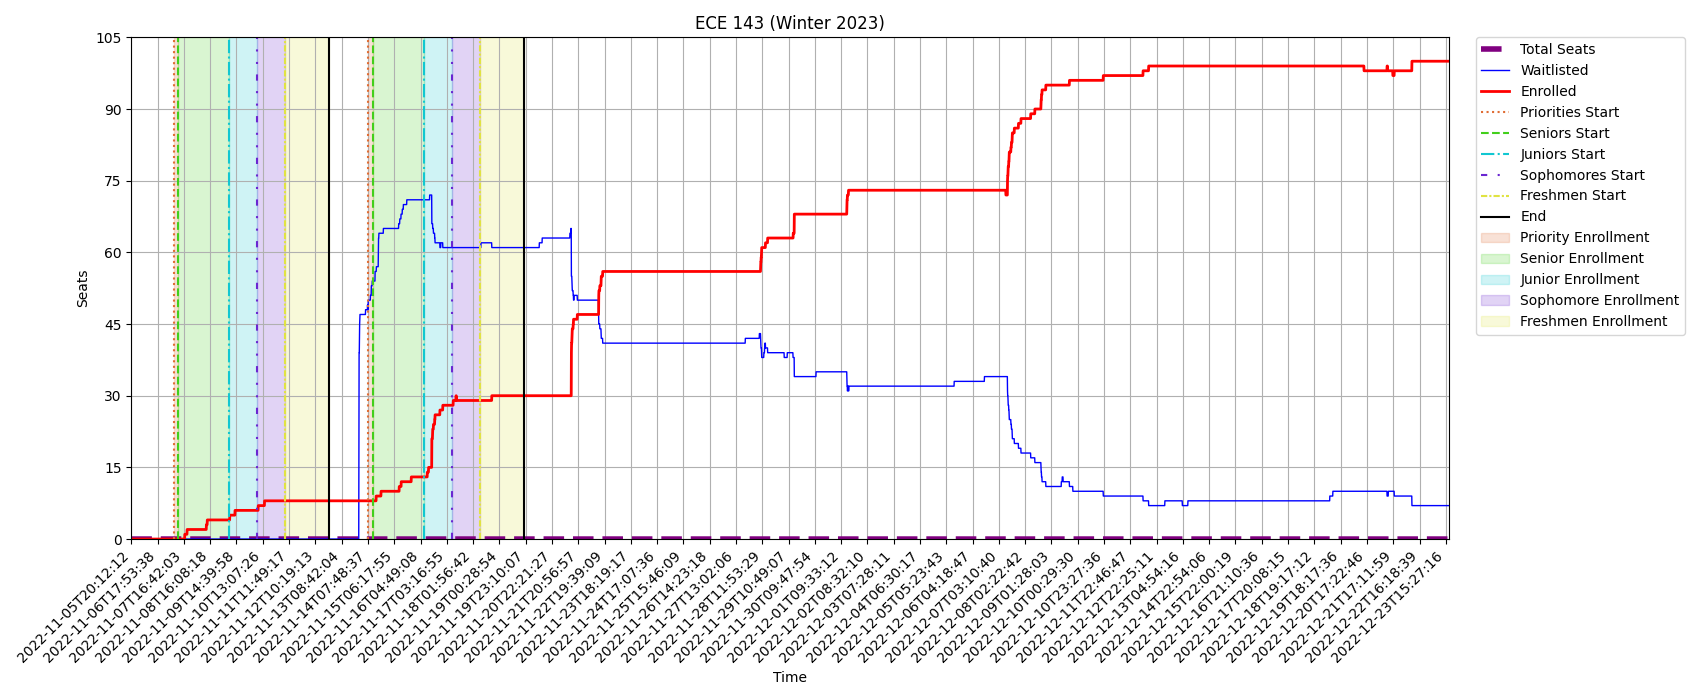 ECE 143 (Winter 2023)
105
90
75
60
45
30
15
0
Seats
2022-11-05T20:12:12
2022-11-06T17:53:38
2022-11-07T16:42:03
2022-11-08T16:08:18
2022-11-09T14:39:58
2022-11-10T13:07:26
2022-11-11T11:49:17
2022-11-12T10:19:13
2022-11-13T08:42:04
2022-11-14T07:48:37
2022-11-15T06:17:55
2022-11-16T04:49:08
2022-11-17T03:16:55
2022-11-18T01:56:42
2022-11-19T00:28:54
2022-11-19T23:10:07
2022-11-20T22:21:27
2022-11-21T20:56:57
2022-11-22T19:39:09
2022-11-23T18:19:17
2022-11-24T17:07:36
2022-11-25T15:46:09
2022-11-26T14:23:18
2022-11-27T13:02:06
2022-11-28T11:53:29
2022-11-29T10:49:07
2022-11-30T09:47:54
2022-12-01T09:33:12
2022-12-02T08:32:10
2022-12-03T07:28:11
2022-12-04T06:30:17
2022-12-05T05:23:43
2022-12-06T04:18:47
2022-12-07T03:10:40
2022-12-08T02:22:42
2022-12-09T01:28:03
2022-12-10T00:29:30
2022-12-10T23:27:36
2022-12-11T22:46:47
2022-12-12T22:25:11
2022-12-13T04:54:16
2022-12-14T22:54:06
2022-12-15T22:00:19
2022-12-16T21:10:36
2022-12-17T20:08:15
2022-12-18T19:17:12
2022-12-19T18:17:36
2022-12-20T17:22:46
2022-12-21T17:11:59
2022-12-22T16:18:39
2022-12-23T15:27:16
Time
Total Seats
Waitlisted
Enrolled
Priorities Start
Seniors Start
Juniors Start
Sophomores Start
Freshmen Start
End
Priority Enrollment
Senior Enrollment
Junior Enrollment
Sophomore Enrollment
Freshmen Enrollment